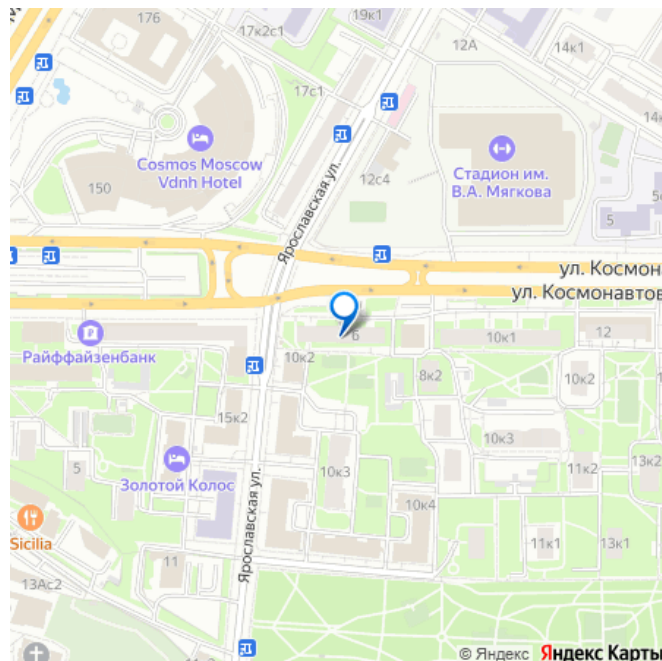 176
17к2с1
19к1
12А
14к1
17с1
14к
Cosmos Moscow
Vdnh Hotel
150
Ярославская ул.
12с4
Стадион им.
В.А. Мягкова
5
5с
ул. Космон
ул. Космонавтов
Райффайзенбанк
6
10к1
12
10к2
8к2
10к2
15к2
10к3
5
Золотой Колос
10к3
11к2
13к2
10к4
Sicilia
Ярославская ул.
11
11к1
13к1
13Ас2
© Яндекс Яндекс Карты